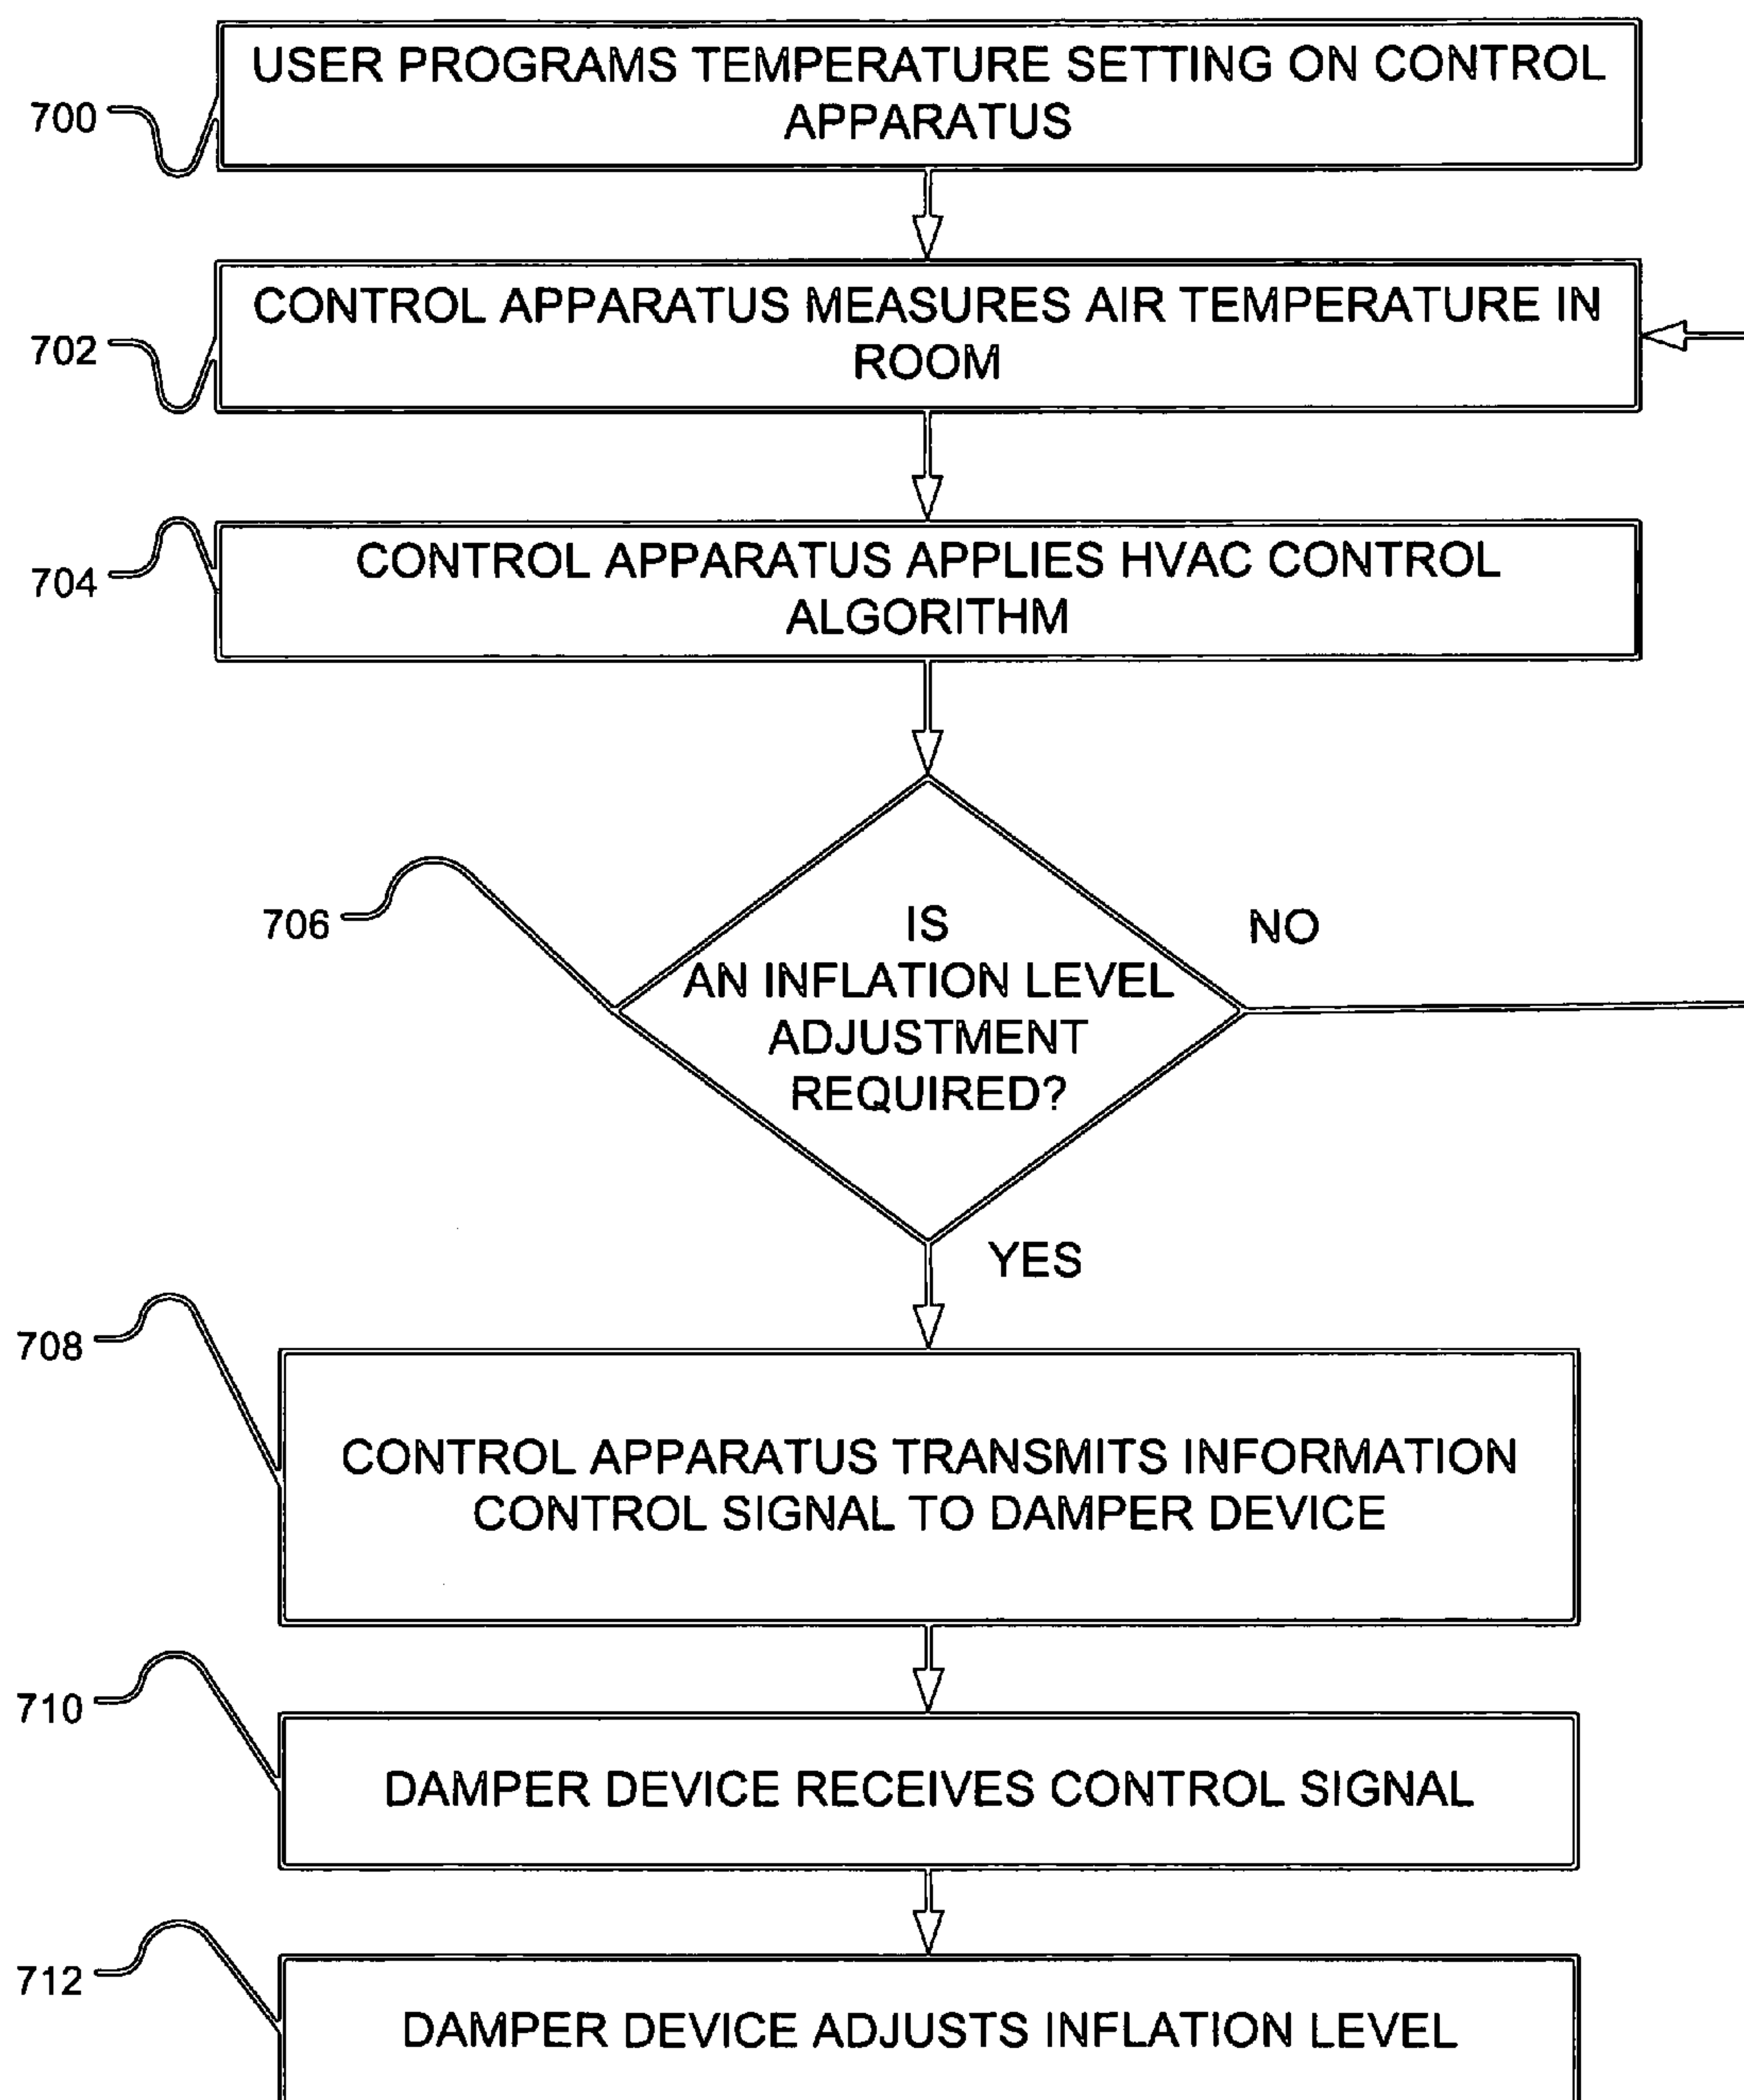 USER PROGRAMS TEMPERATURE SETTING ON CONTROL
APPARATUS
700
CONTROL APPARATUS MEASURES AIR TEMPERATURE IN
ROOM
702
CONTROL APPARATUS APPLIES HVAC CONTROL
ALGORITHM
704
706
IS
AN INFLATION LEVEL
ADJUSTMENT
REQUIRED?
NO
YES
708
CONTROL APPARATUS TRANSMITS INFORMATION
CONTROL SIGNAL TO DAMPER DEVICE
710
DAMPER DEVICE RECEIVES CONTROL SIGNAL
712
DAMPER DEVICE ADJUSTS INFLATION LEVEL